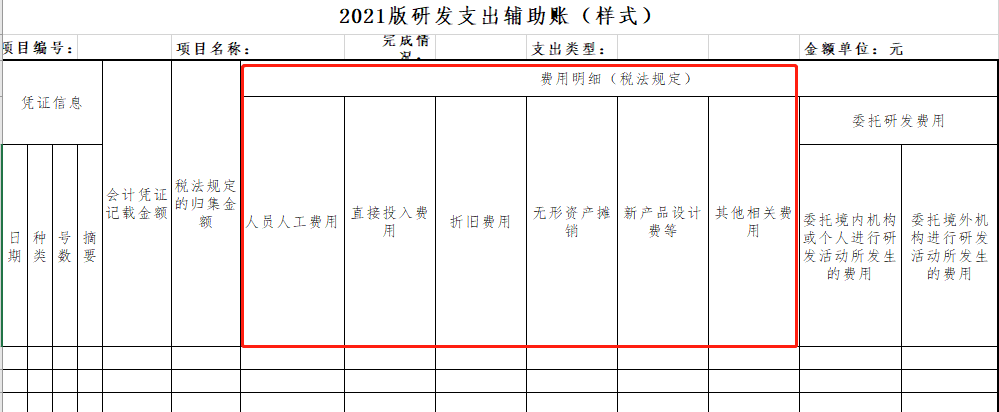 2021版研发支出辅助账（样式）
项目编号：
项目名称：
完成情
况：
支出类型：
金额单位：元
凭证信息
费用明细（税法规定）
委托研发费用
日
期
种
类
号
数
摘
要
会计凭证
记载金额
税法规定
的归集金
额
人员人工费用
直接投入费
用
折旧费用
无形资产摊
销
新产品设计
费等
其他相关费
用
委托境内机构
或个人进行研
发活动所发生
的费用
委托境外机
构进行研发
活动所发生
的费用